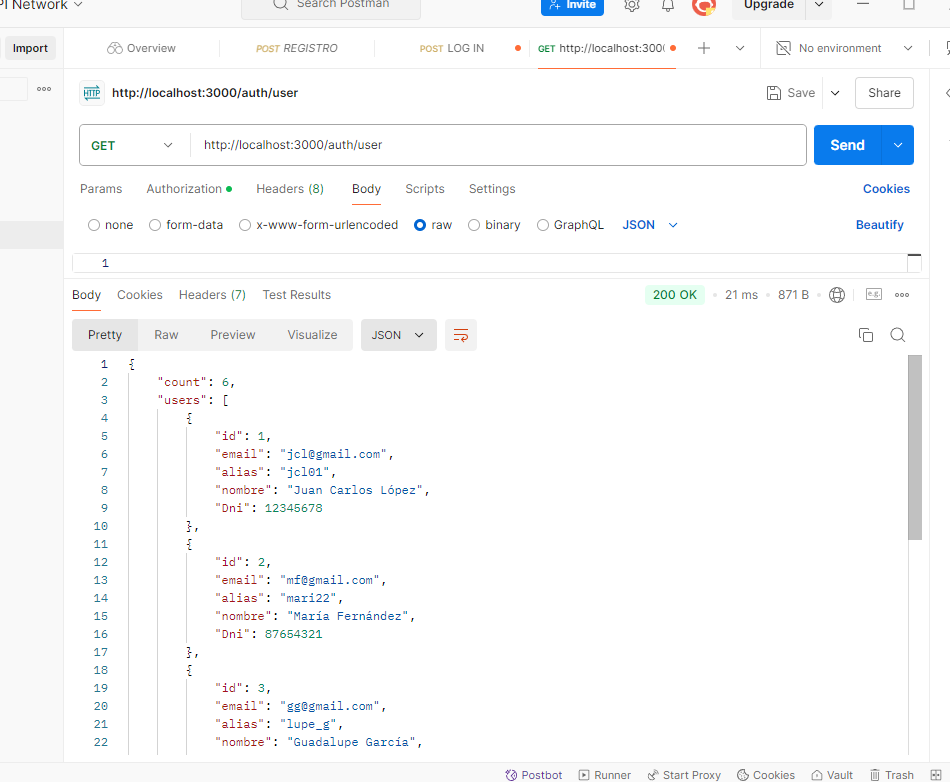 PI Network
Search Postman
Invite
Upgrade
Import
Overview
POST REGISTRO
POST LOG IN
GET http://localhost:300
No environment
HTTP
http://localhost:3000/auth/user
Save
Share
GET
http://localhost:3000/auth/user
Send
Params
Authorization
Headers (8)
Body
Scripts
Settings
Cookies
none
form-data
x-www-form-urlencoded
raw
binary
GraphQL
JSON
Beautify
1
Body
Cookies
Headers (7)
Test Results
200 OK
21 ms
871 B
e.g.
Pretty
Raw
Preview
Visualize
JSON
1 {
2 "count": 6,
3 "users": [
4 {
5 "id": 1,
6 "email": "jcl@gmail.com",
7 "alias": "jcl01",
8 "nombre": "Juan Carlos López",
9 "Dni": 12345678
10 },
11 {
12 "id": 2,
13 "email": "mf@gmail.com",
14 "alias": "mari22",
15 "nombre": "María Fernández",
16 "Dni": 87654321
17 },
18 {
19 "id": 3,
20 "email": "gg@gmail.com",
21 "alias": "lupe_g",
22 "nombre": "Guadalupe García",
Postbot
Runner
Start Proxy
Cookies
Vault
Trash